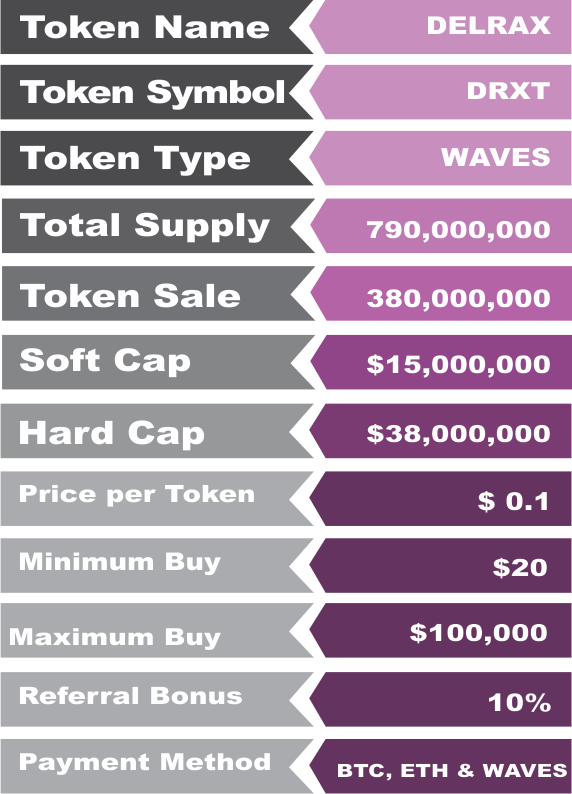 Token Name DELRAX
Token Symbol DRXT
Token Type WAVES
Total Supply 790,000,000
Token Sale 380,000,000
Soft Cap $15,000,000
Hard Cap $38,000,000
Price per Token $ 0.1
Minimum Buy $20
Maximum Buy $100,000
Referral Bonus 10%
Payment Method BTC, ETH & WAVES